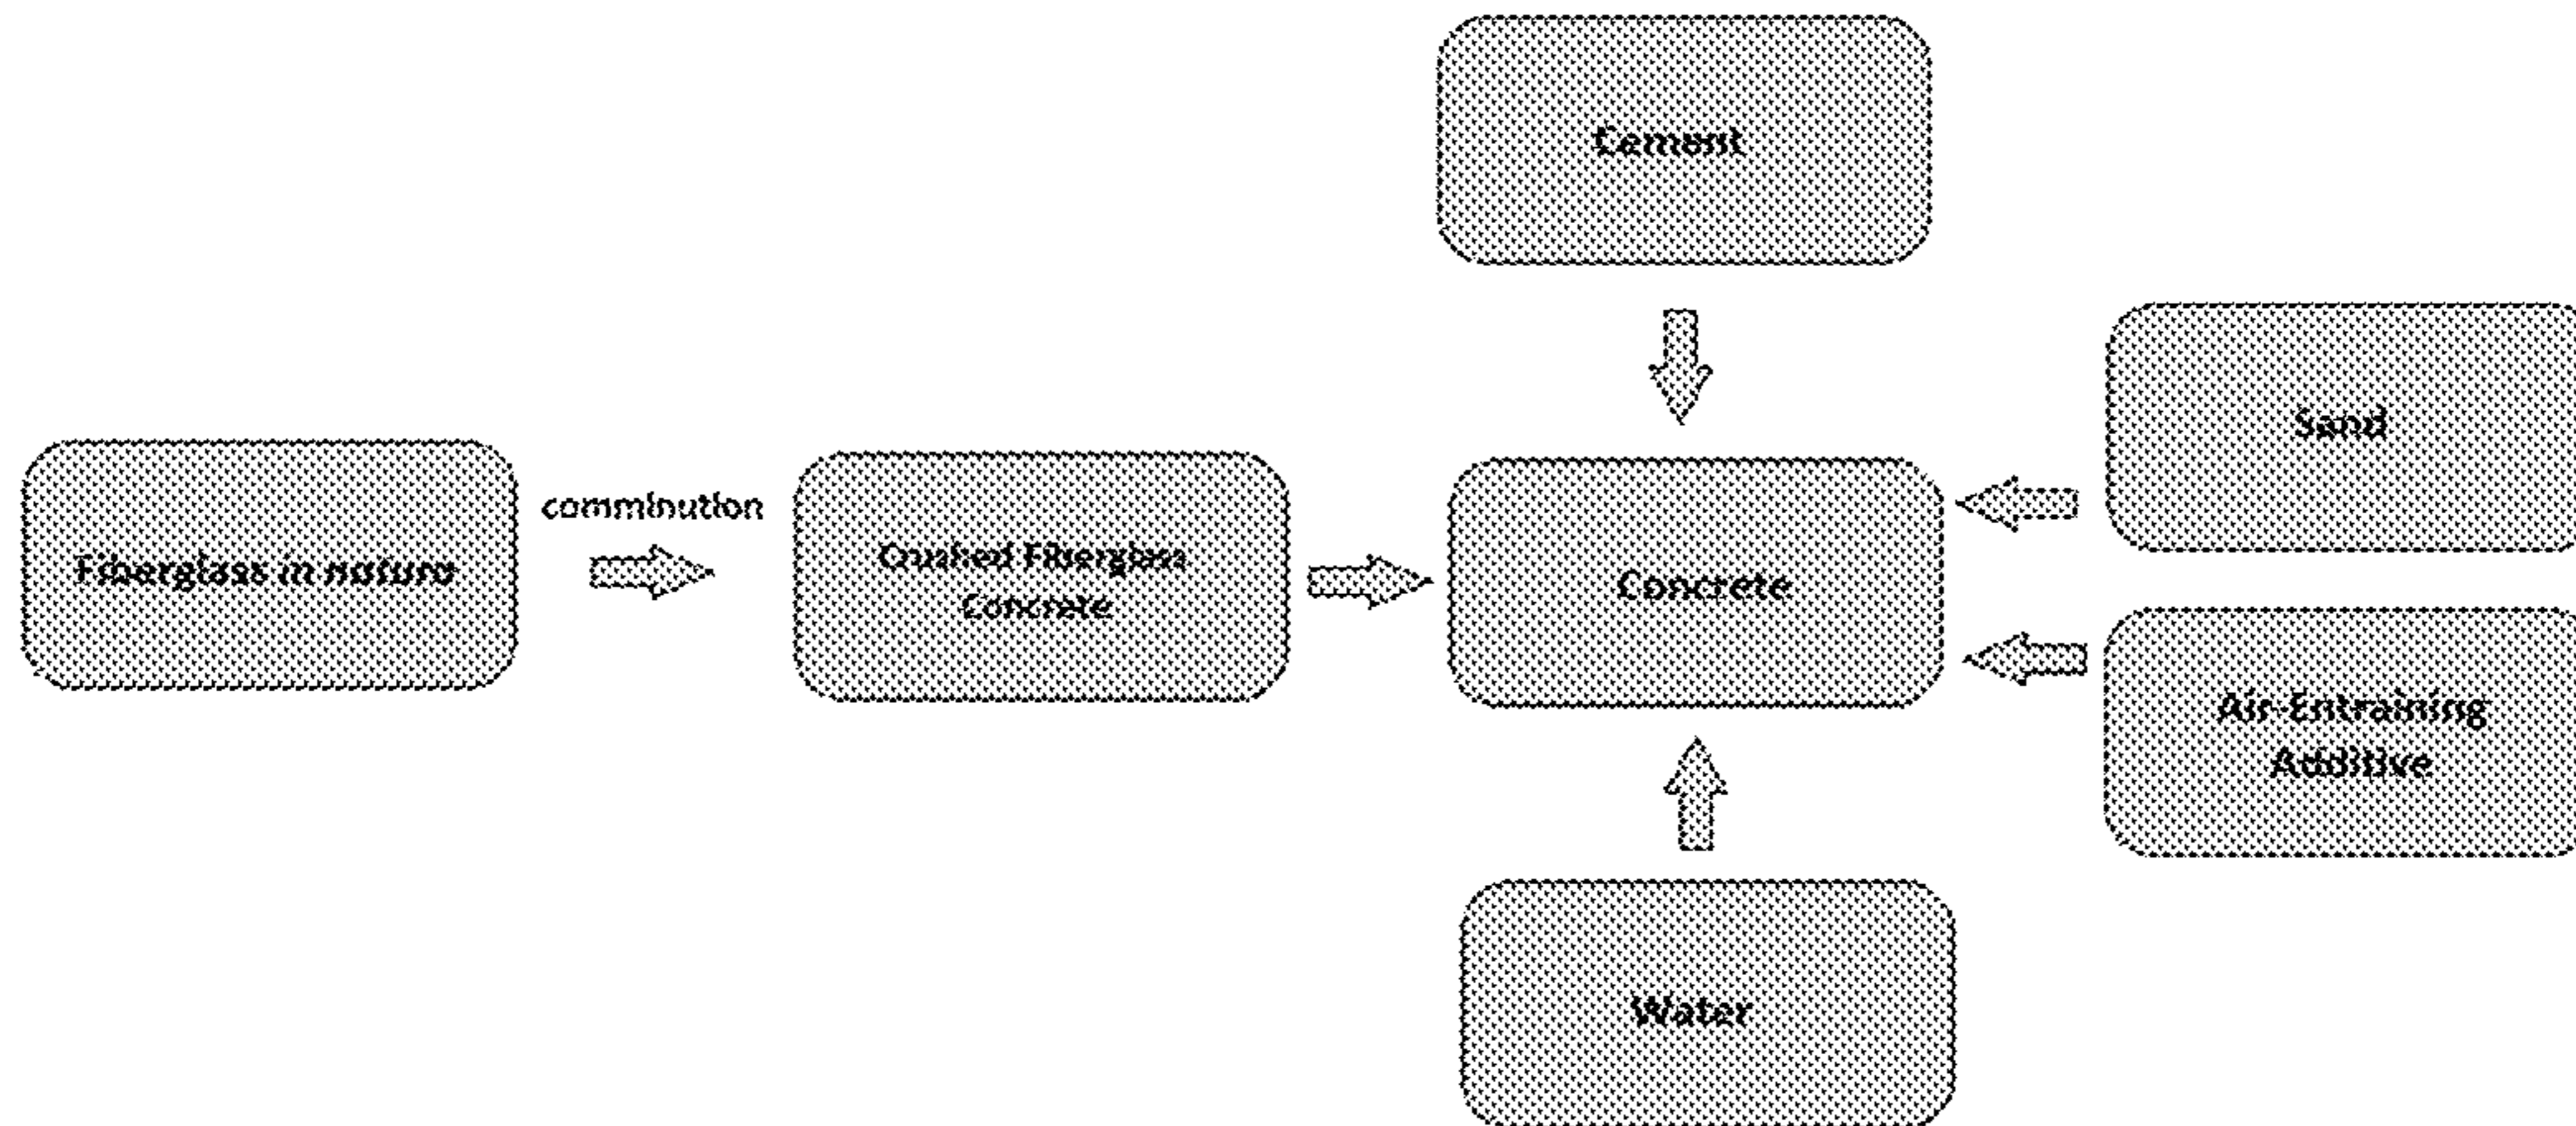 Cement
Sand
comminution
Fiberglass in nature
Crushed Fiberglass
Concrete
Concrete
Air-Entraining
Additive
Water